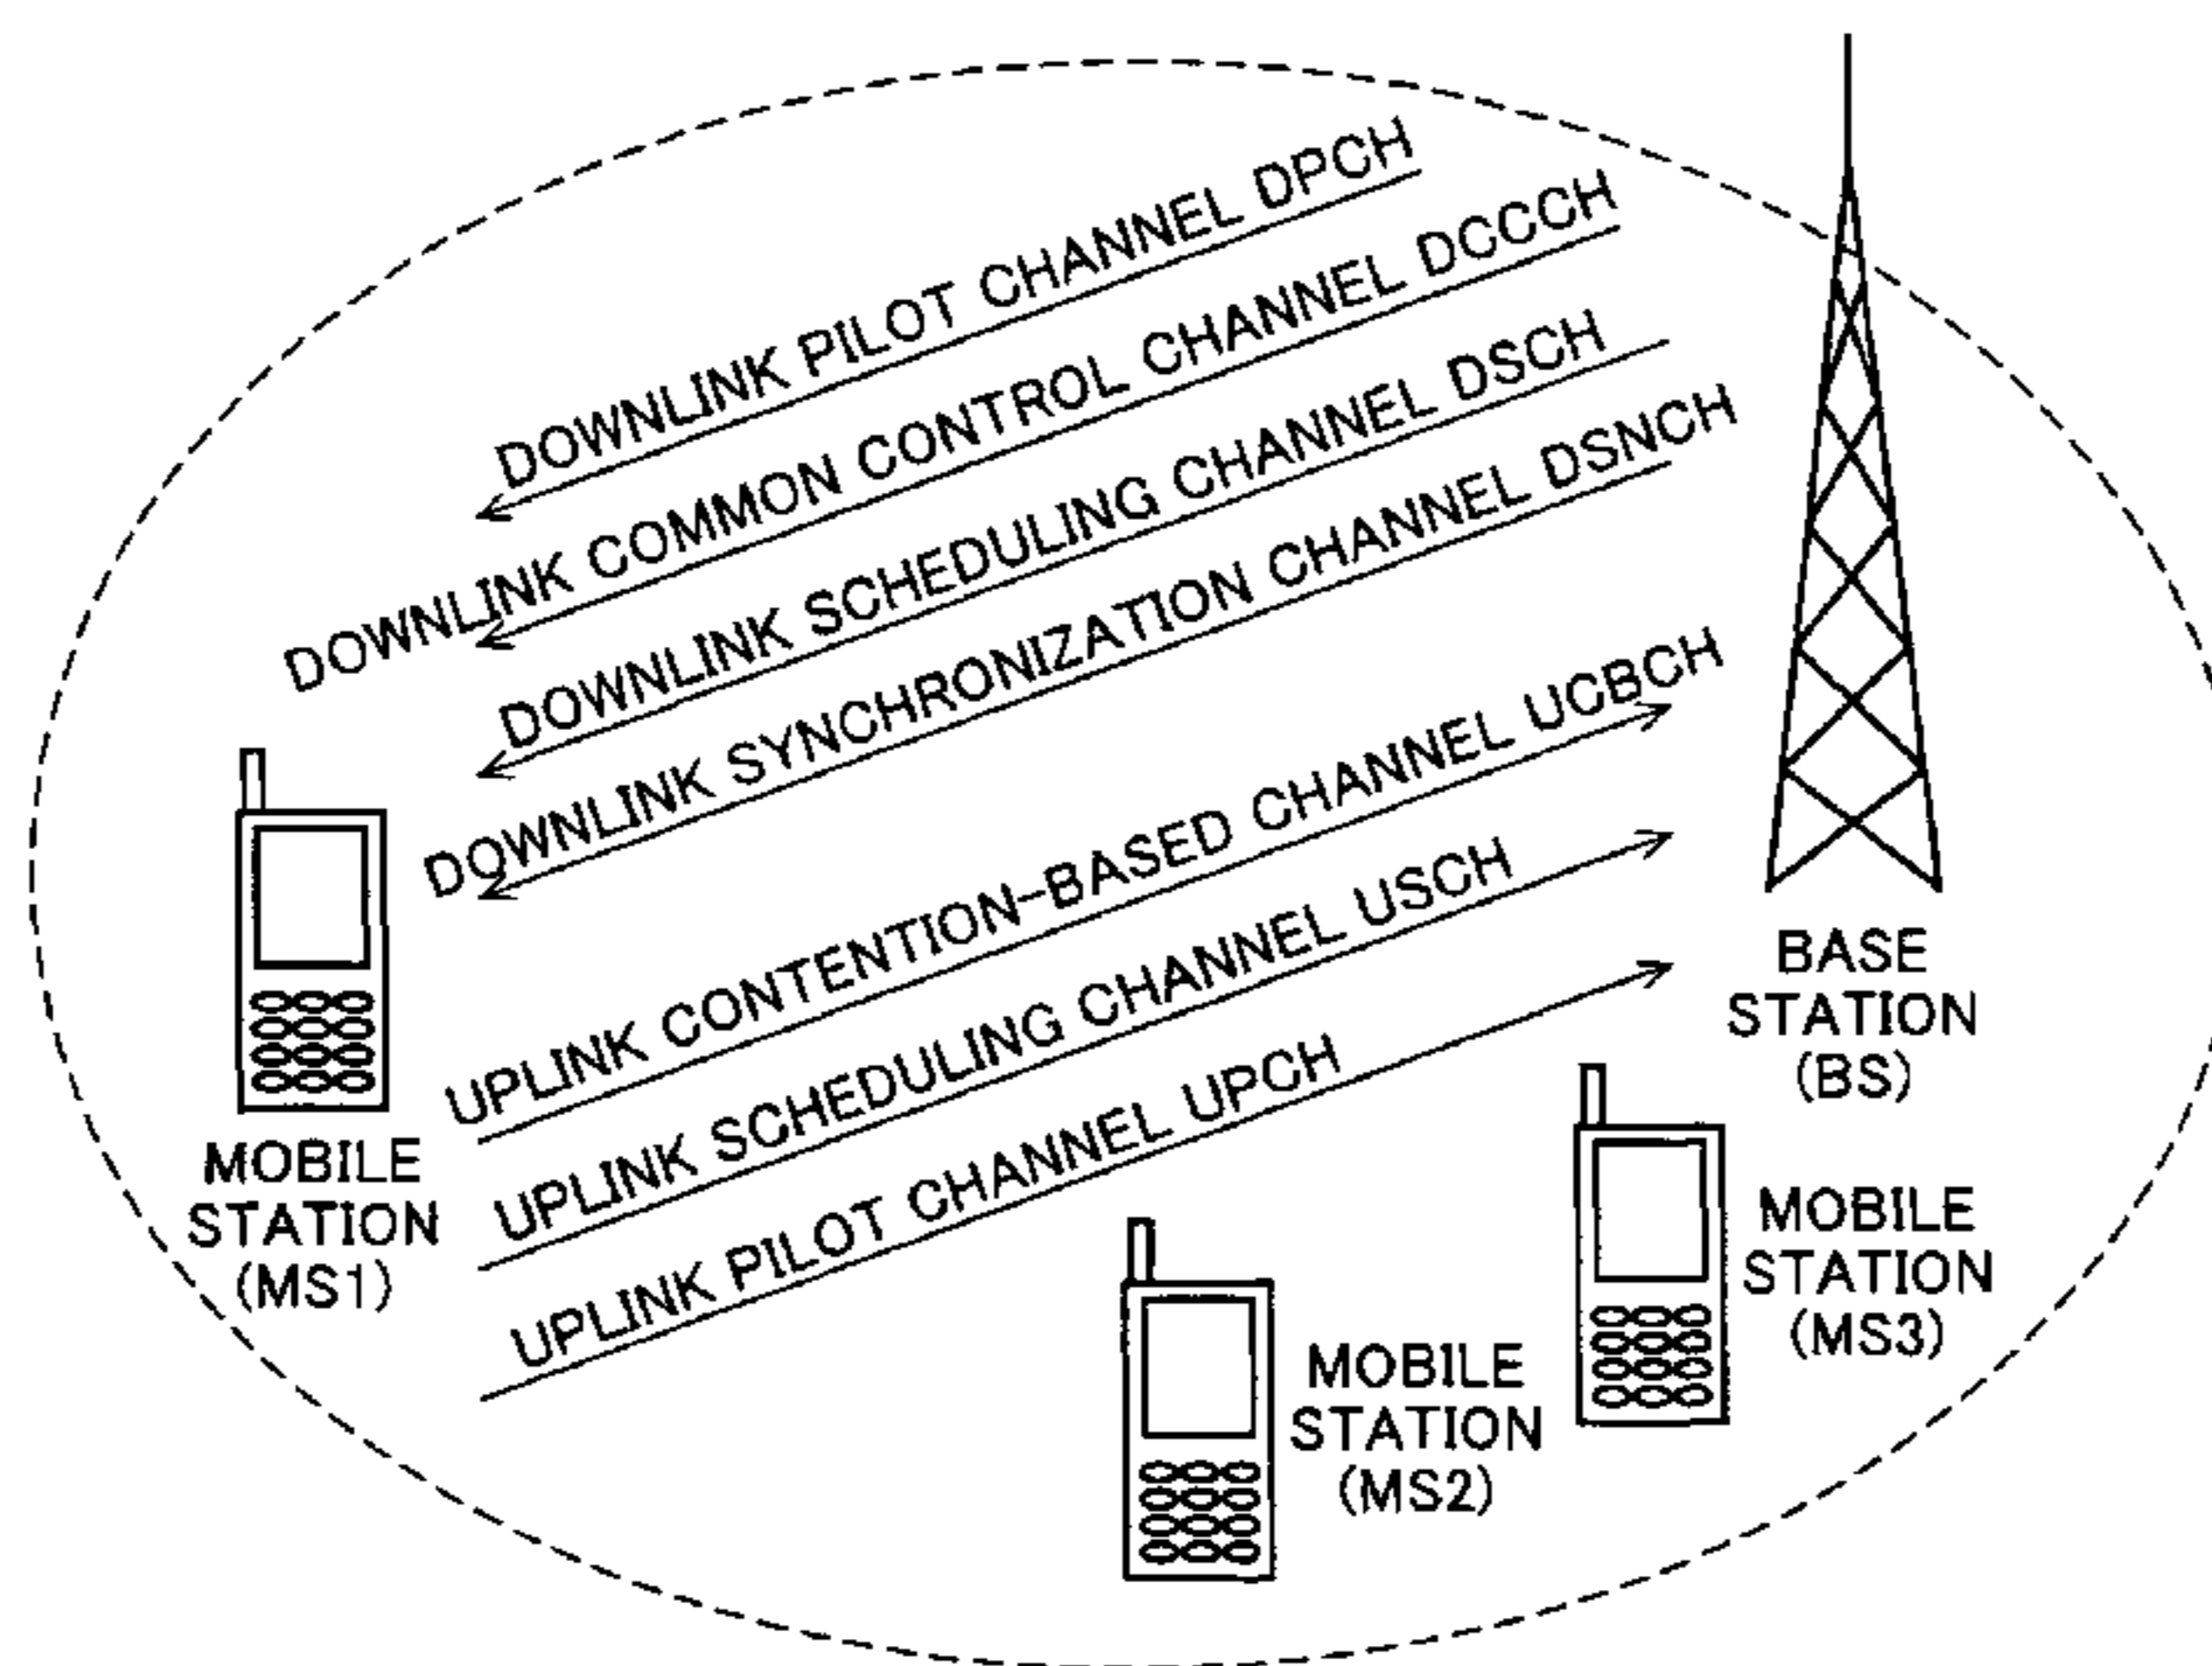 DOWNLINK PILOT CHANNEL DPCH
DOWNLINK COMMON CONTROL CHANNEL DCCCH
DOWNLINK SCHEDULING CHANNEL DSCH
DOWNLINK SYNCHRONIZATION CHANNEL DSNCH
UPLINK CONTENTION-BASED CHANNEL UCBCH
UPLINK SCHEDULING CHANNEL USCH
UPLINK PILOT CHANNEL UPCH
BASE
STATION
(BS)
MOBILE
STATION
(MS1)
MOBILE
STATION
(MS2)
MOBILE
STATION
(MS3)